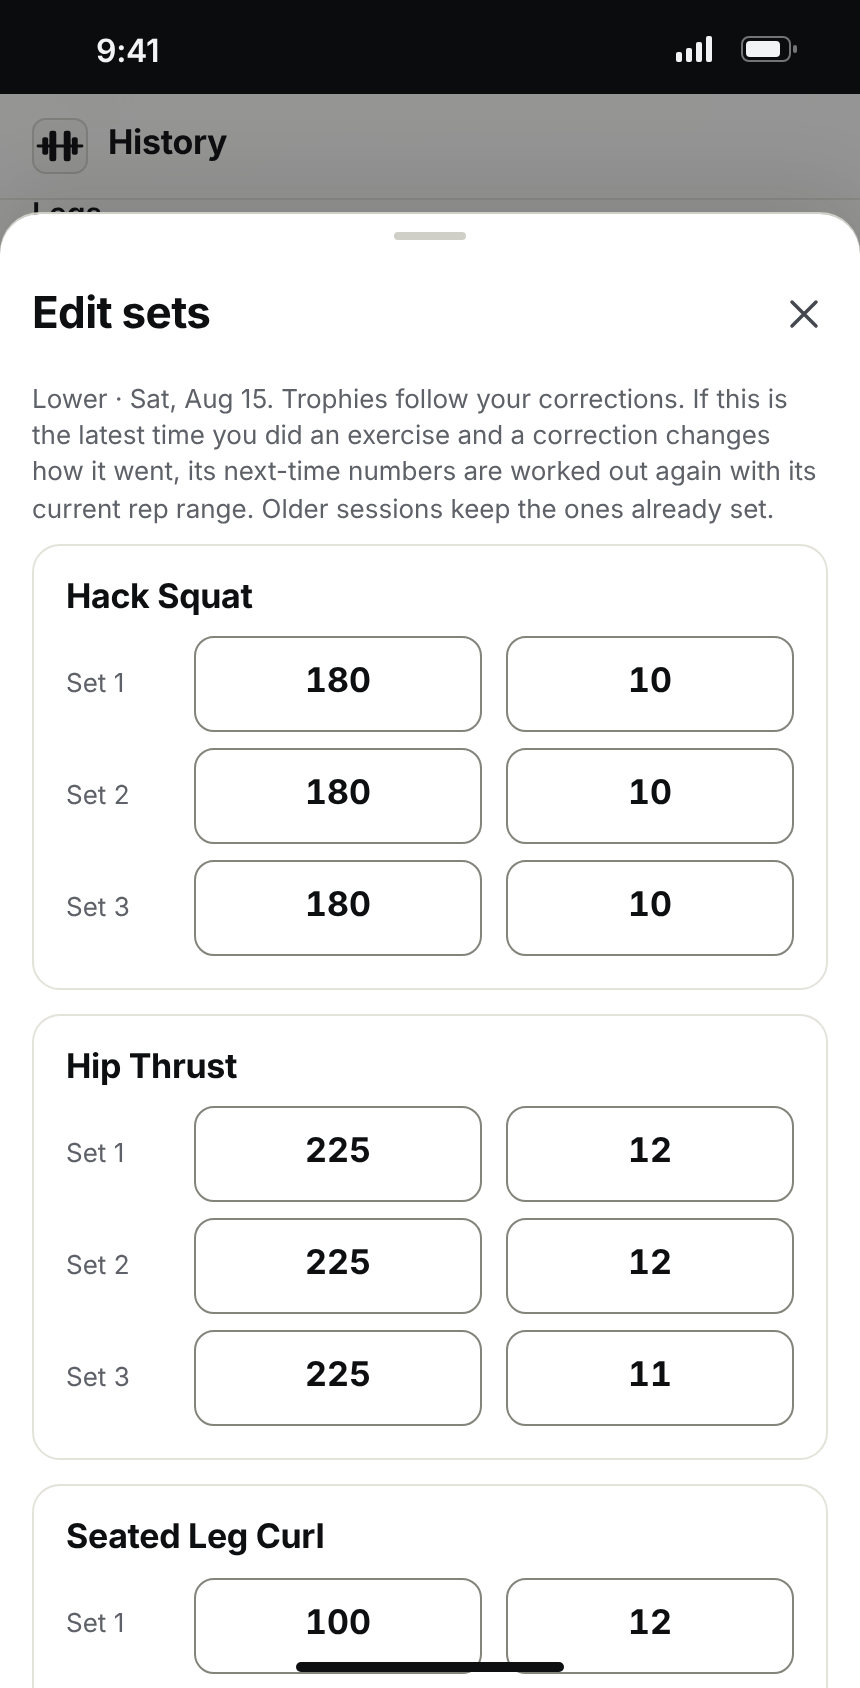 9:41
History
Legs
Edit sets
Lower · Sat, Aug 15. Trophies follow your corrections. If this is
the latest time you did an exercise and a correction changes
how it went, its next-time numbers are worked out again with its
current rep range. Older sessions keep the ones already set.
Hack Squat
Set 1 180 10
Set 2 180 10
Set 3 180 10
Hip Thrust
Set 1 225 12
Set 2 225 12
Set 3 225 11
Seated Leg Curl
Set 1 100 12